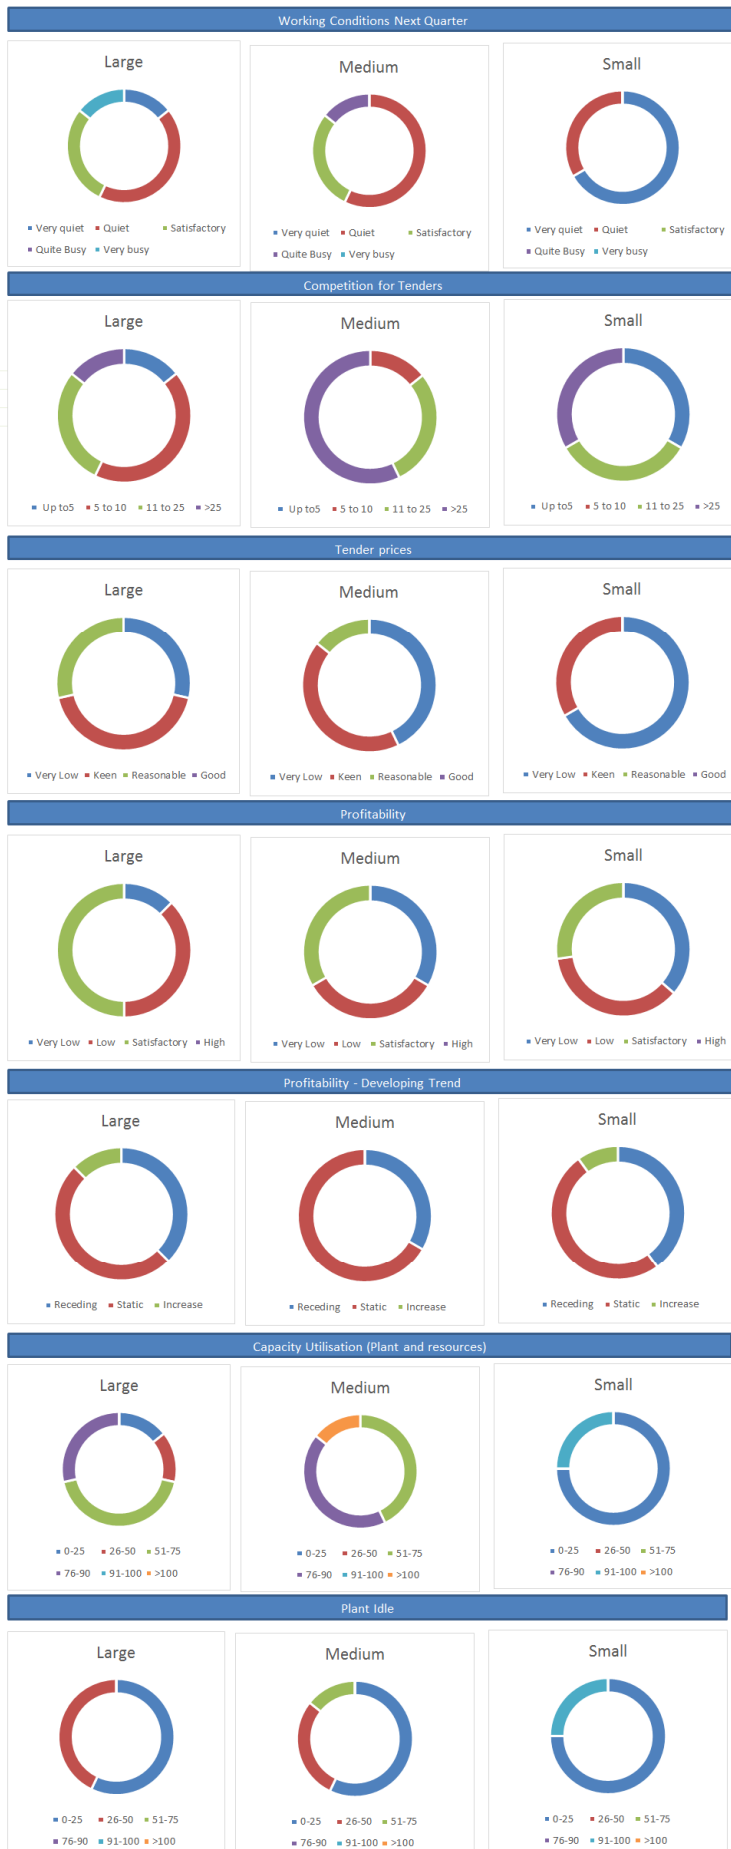 Working Conditions Next Quarter
Large
Medium
Small
Very quiet Quiet Satisfactory
Quite Busy Very busy
Very quiet Quiet Satisfactory
Quite Busy Very busy
Very quiet Quiet Satisfactory
Quite Busy Very busy
Competition for Tenders
Large
Medium
Small
Up to5 5 to 10 11 to 25 >25
Up to5 5 to 10 11 to 25 >25
Up to5 5 to 10 11 to 25 >25
Tender prices
Large
Medium
Small
Very Low Keen Reasonable Good
Very Low Keen Reasonable Good
Very Low Keen Reasonable Good
Profitability
Large
Medium
Small
Very Low Low Satisfactory High
Very Low Low Satisfactory High
Very Low Low Satisfactory High
Profitability - Developing Trend
Large
Medium
Small
Receding Static Increase
Receding Static Increase
Receding Static Increase
Capacity Utilisation (Plant and resources)
Large
Medium
Small
0-25 26-50 51-75
76-90 91-100 >100
0-25 26-50 51-75
76-90 91-100 >100
0-25 26-50 51-75
76-90 91-100 >100
Plant Idle
Large
Medium
Small
0-25 26-50 51-75
76-90 91-100 >100
0-25 26-50 51-75
76-90 91-100 >100
0-25 26-50 51-75
76-90 91-100 >100